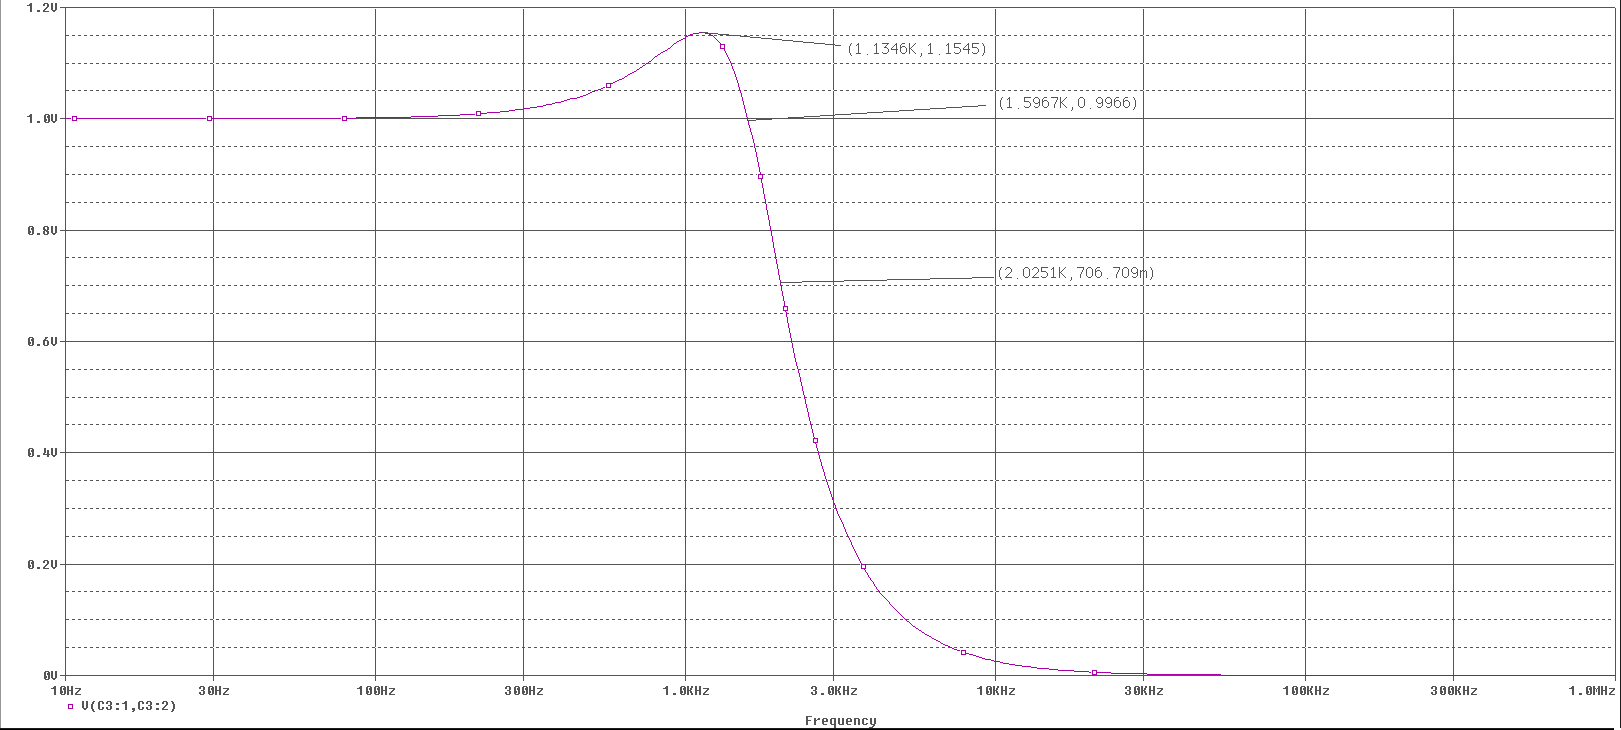 1.2V
(1.1346K,1.1545)
(1.5967K,0.9966)
1.0V
0.8V
(2.0251K,706.709m)
0.6V
0.4V
0.2V
0V
10Hz 30Hz 100Hz 300Hz 1.0KHz 3.0KHz 10KHz 30KHz 100KHz 300KHz 1.0MHz
V(C3:1,C3:2)
Frequency